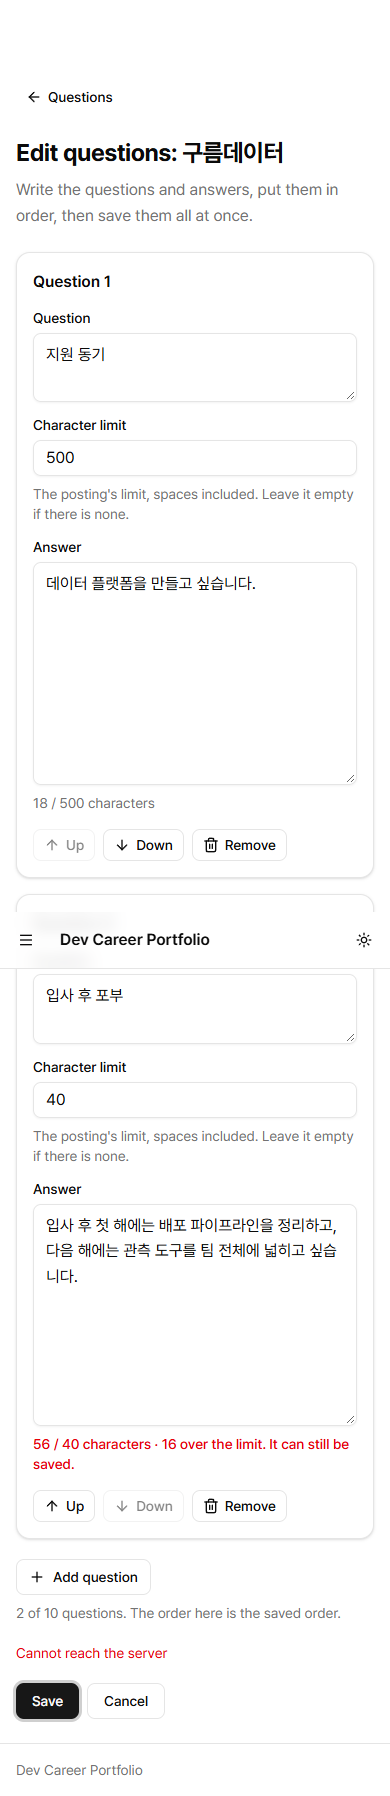 Questions
Edit questions: 구름데이터
Write the questions and answers, put them in
order, then save them all at once.
Question 1
Question
지원 동기
Character limit
500
The posting's limit, spaces included. Leave it empty
if there is none.
Answer
데이터 플랫폼을 만들고 싶습니다.
18 / 500 characters
Up
Down
Remove
Dev Career Portfolio
입사 후 포부
Character limit
40
The posting's limit, spaces included. Leave it empty
if there is none.
Answer
입사 후 첫 해에는 배포 파이프라인을 정리하고,
다음 해에는 관측 도구를 팀 전체에 넓히고 싶습
니다.
56 / 40 characters · 16 over the limit. It can still be
saved.
Up
Down
Remove
Add question
2 of 10 questions. The order here is the saved order.
Cannot reach the server
Save
Cancel
Dev Career Portfolio